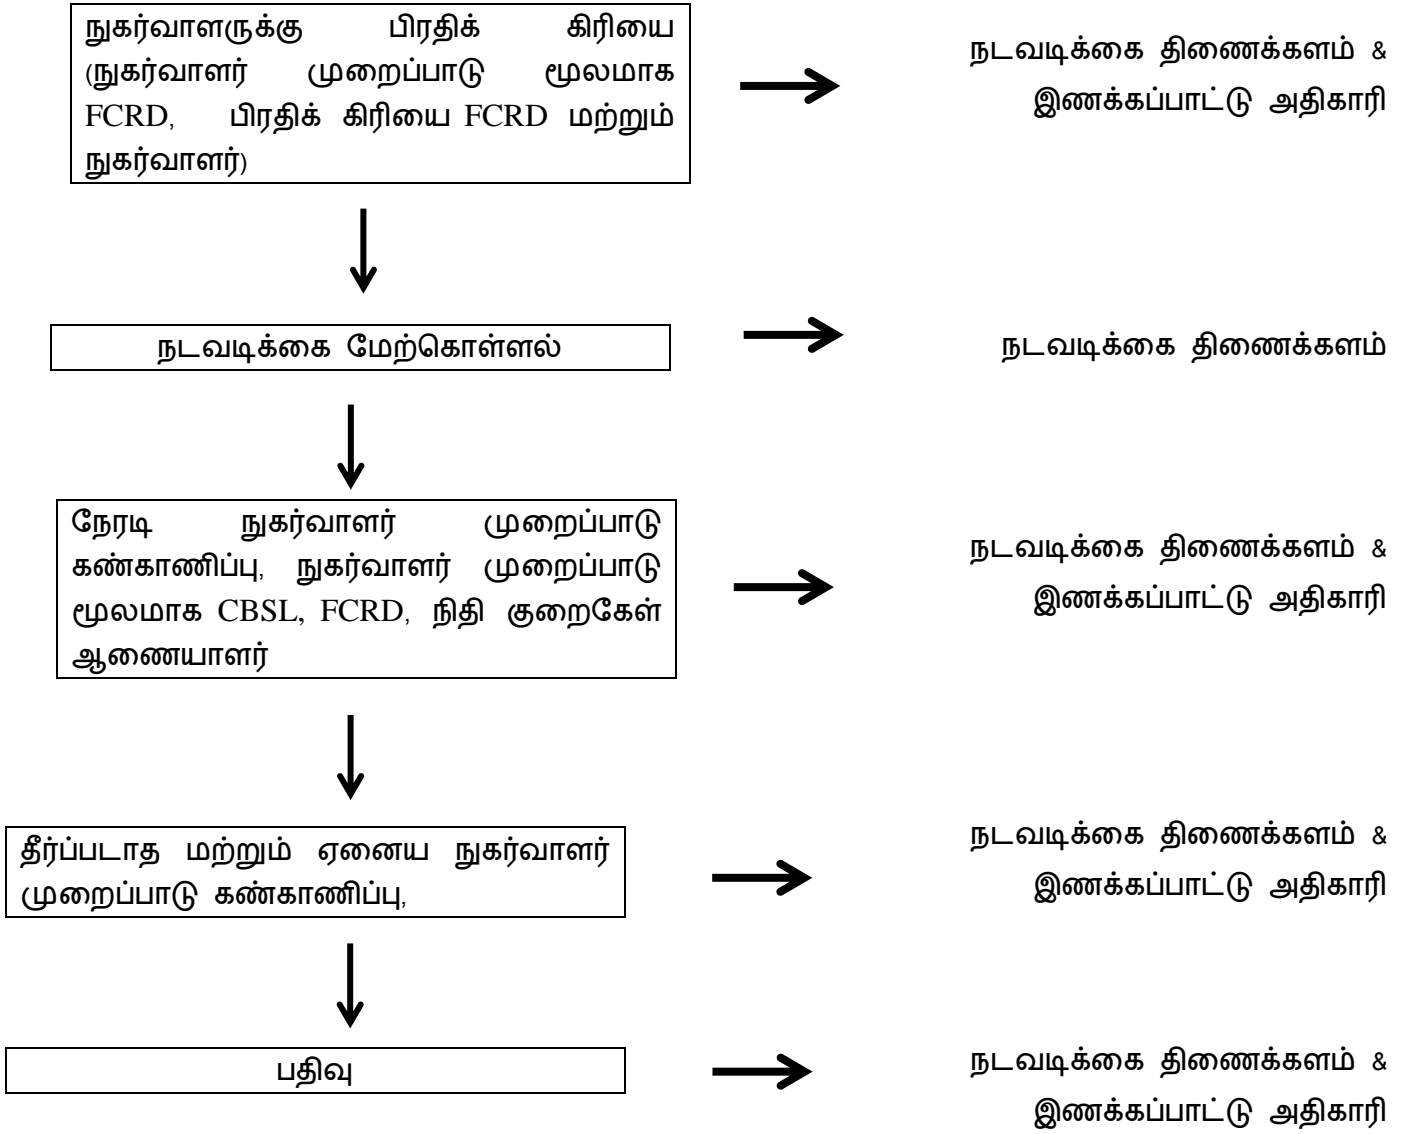 நுகர்வாளருக்கு பிரதிக் கிரியை
(நுகர்வாளர் முறைப்பாடு மூலமாக
FCRD, பிரதிக் கிரியை FCRD மற்றும்
நுகர்வாளர்)
நடவடிக்கை திணைக்களம் &
இணக்கப்பாட்டு அதிகாரி
நடவடிக்கை மேற்கொள்ளல்
நடவடிக்கை திணைக்களம்
நேரடி நுகர்வாளர் முறைப்பாடு
கண்காணிப்பு, நுகர்வாளர் முறைப்பாடு
மூலமாக CBSL, FCRD, நிதி குறைகேள்
ஆணையாளர்
நடவடிக்கை திணைக்களம் &
இணக்கப்பாட்டு அதிகாரி
தீர்ப்படாத மற்றும் ஏனைய நுகர்வாளர்
முறைப்பாடு கண்காணிப்பு,
நடவடிக்கை திணைக்களம் &
இணக்கப்பாட்டு அதிகாரி
பதிவு
நடவடிக்கை திணைக்களம் &
இணக்கப்பாட்டு அதிகாரி